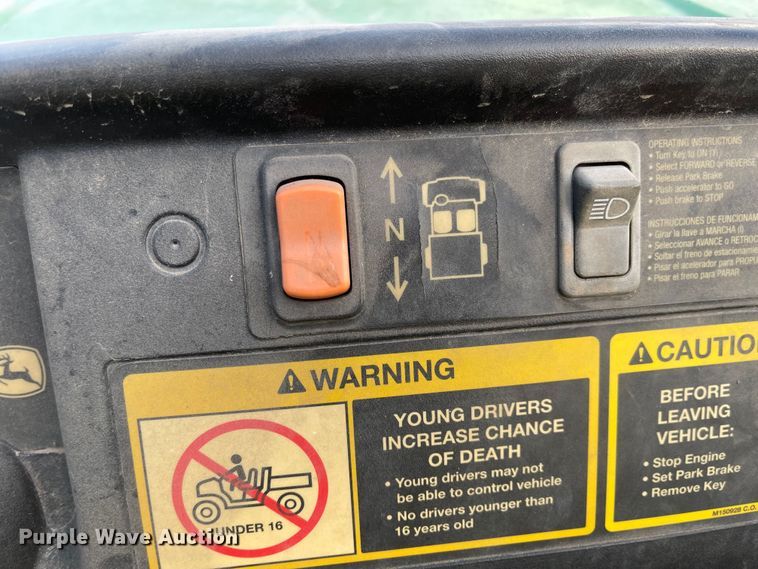 OPERATING INSTRUCTIONS
• Turn Key to ON (I)
• Select FORWARD or REVERSE
• Release Park Brake
• Push accelerator to GO
• Push brake to STOP
N
INSTRUCCIONES DE FUNCIONAM
• Girar la llave a MARCHA (I)
• Seleccionar AVANCE o RETROC
• Soltar el freno de estacionamie
• Pisar el acelerador para PROPU
• Pisar el freno para PARAR
WARNING
YOUNG DRIVERS
INCREASE CHANCE
OF DEATH
• Young drivers may not
be able to control vehicle
• No drivers younger than
16 years old
UNDER 16
CAUTIO
BEFORE
LEAVING
VEHICLE:
• Stop Engine
• Set Park Brake
• Remove Key
M150928 C.O.
Purple Wave Auction